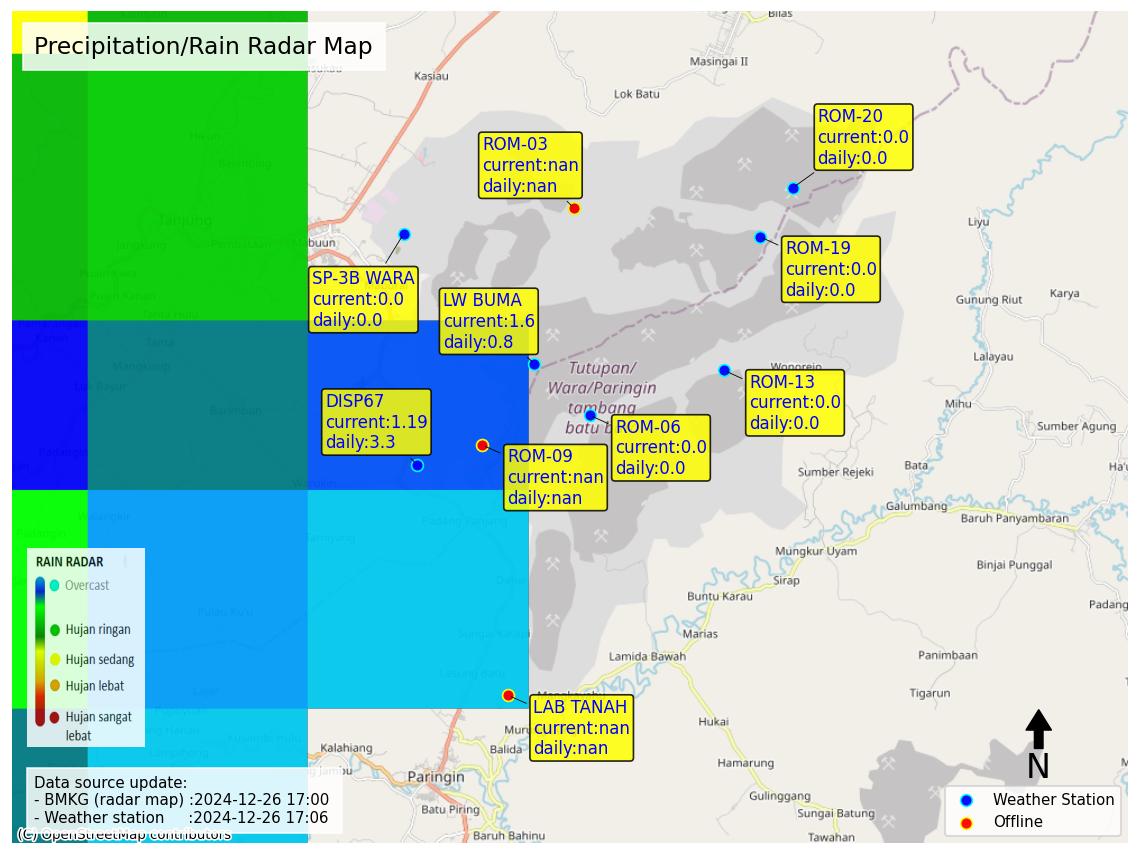 Precipitation/Rain Radar Map
Bilas
Masingai II
Kasiau
Lok Batu
ROM-20
current:0.0
daily:0.0
ROM-03
current:nan
daily:nan
Tanjung
Mabuun
Liyu
ROM-19
current:0.0
daily:0.0
SP-3B WARA
current:0.0
daily:0.0
LW BUMA
current:1.6
daily:0.8
Gunung Riut
Karya
Lalayau
Tutupan/
Wara/Paringin
tambang
batu
Wonorejo
ROM-13
current:0.0
daily:0.0
DISP67
current:1.19
daily:3.3
Mihu
ROM-06
current:0.0
daily:0.0
Sumber Agung
ROM-09
current:nan
daily:nan
Sumber Rejeki
Bata
Ha'u
Galumbang
Baruh Panyambaran
Mungkur Uyam
Binjai Punggal
Sirap
Buntu Karau
Padang
Marias
Lamida Bawah
Panimbaan
Tigarun
RAIN RADAR
Overcast
Hujan ringan
Hujan sedang
Hujan lebat
Hujan sangat
lebat
LAB TANAH
current:nan
daily:nan
Hukai
Balida
Kalahiang
Paringin
Hamarung
N
Gulinggang
Batu Piring
Sungai Batung
Baruh Bahinu
Tawahan
Data source update:
- BMKG (radar map) :2024-12-26 17:00
- Weather station :2024-12-26 17:06
(C) OpenStreetMap contributors
Weather Station
Offline